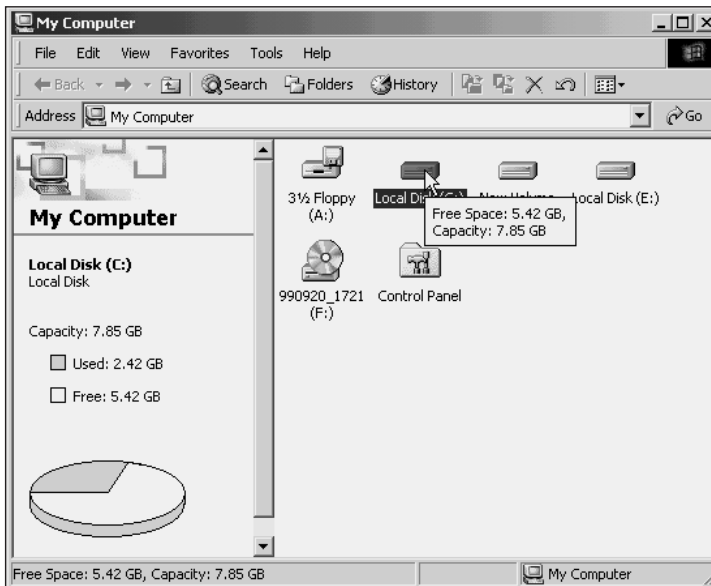 My Computer
File Edit View Favorites Tools Help
Back Search Folders History
Address My Computer Go
My Computer
Local Disk (C:)
Local Disk
Capacity: 7.85 GB
Used: 2.42 GB
Free: 5.42 GB
3½ Floppy
(A:)
Local Disk
Local Disk (E:)
Free Space: 5.42 GB,
Capacity: 7.85 GB
990920_1721
(F:)
Control Panel
Free Space: 5.42 GB, Capacity: 7.85 GB
My Computer